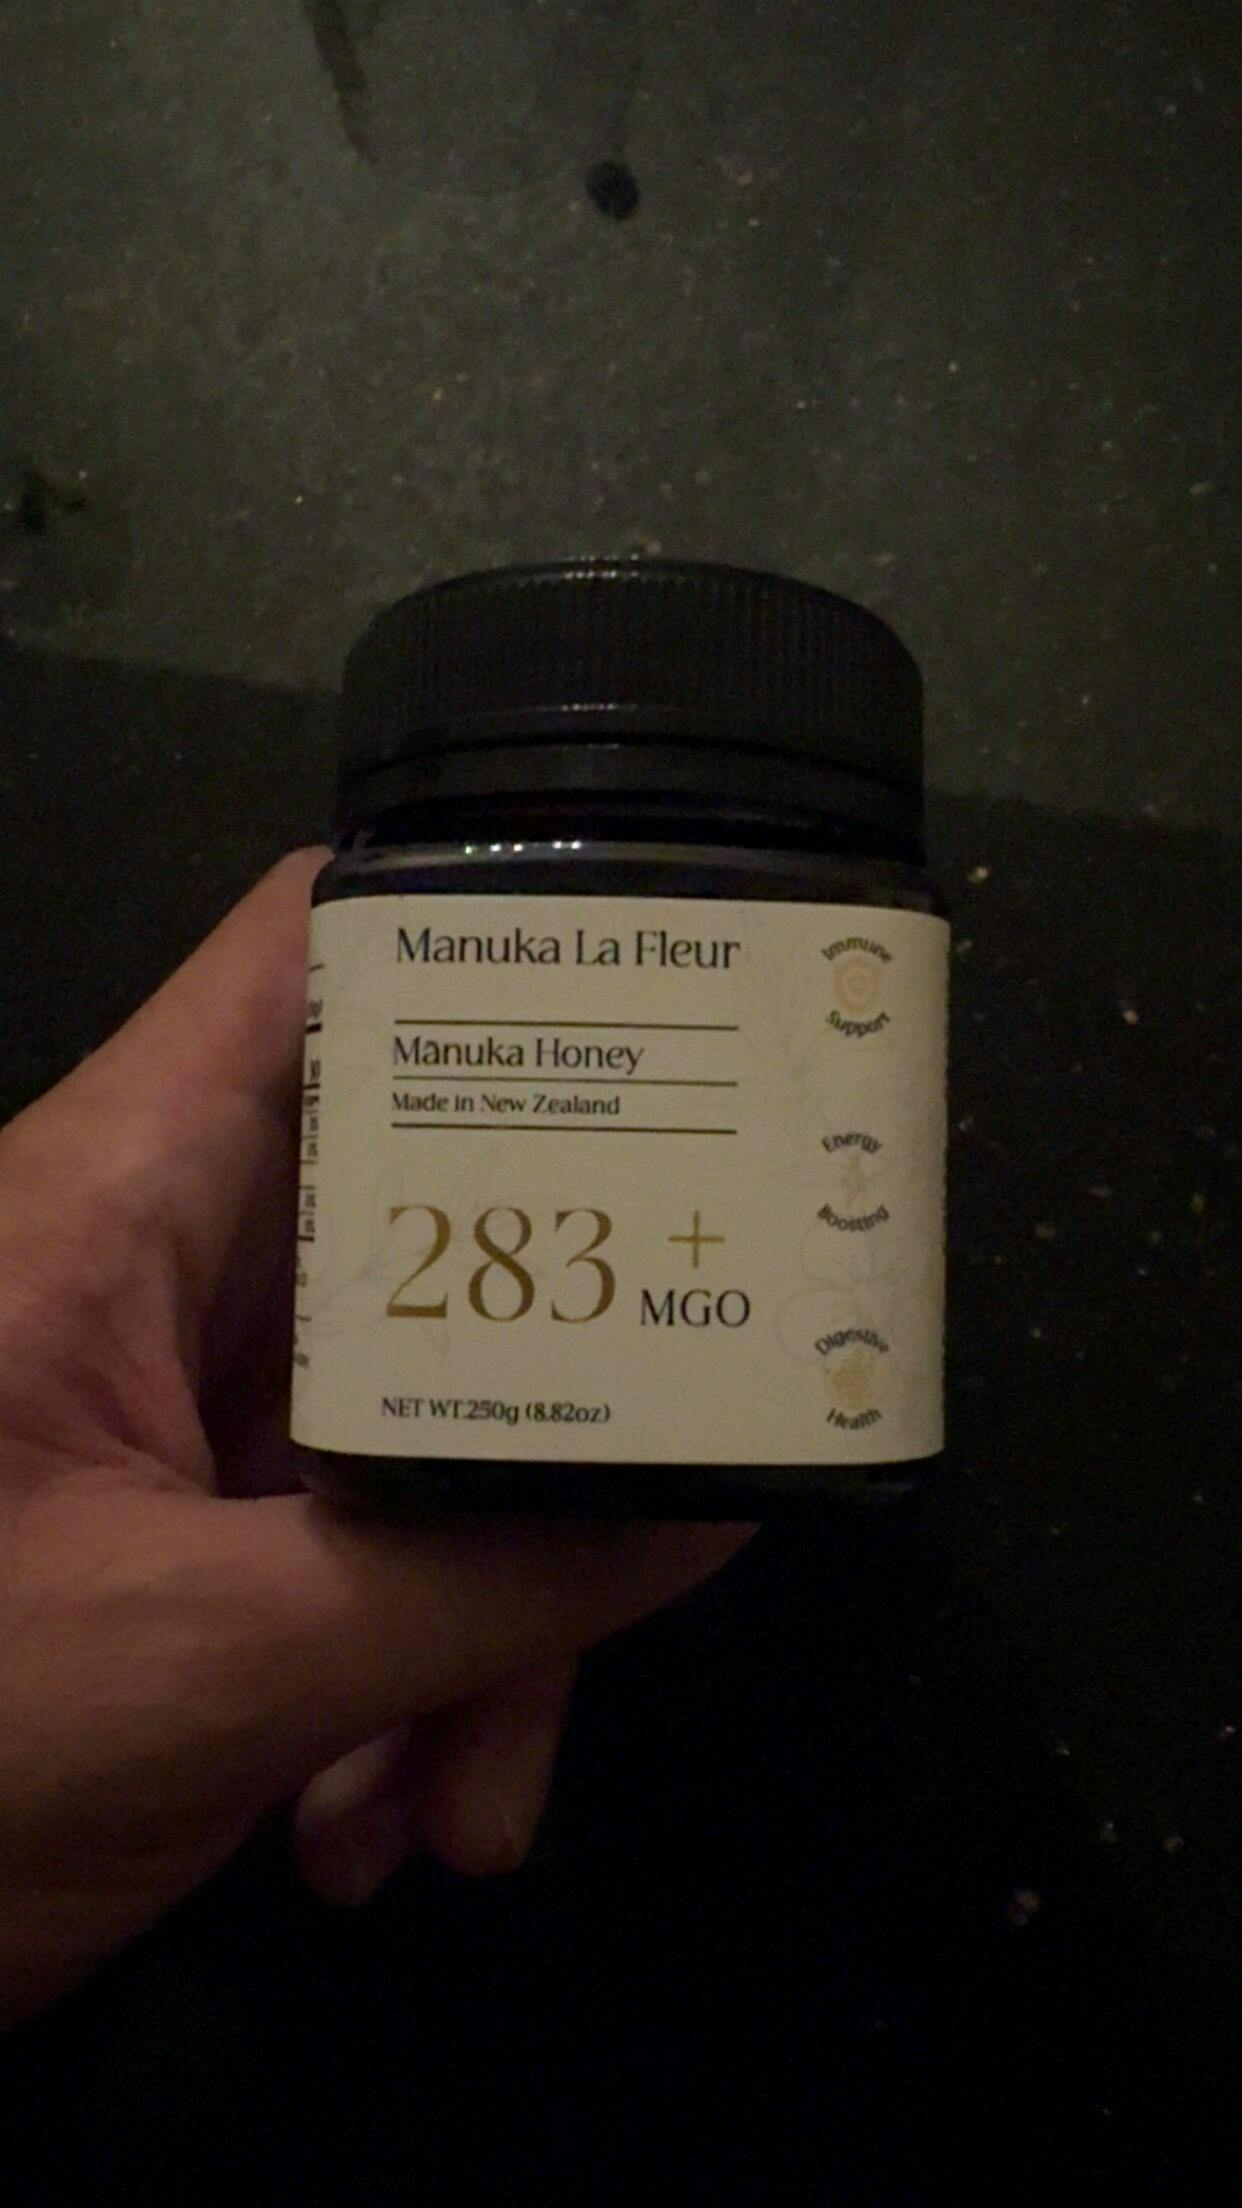 Manuka La Fleur
Mānuka Honey
Made in New Zealand
283 +
MGO
NET WT.250g (8.82oz)
Immune
Support
Energy
Boosting
Digestive
Health